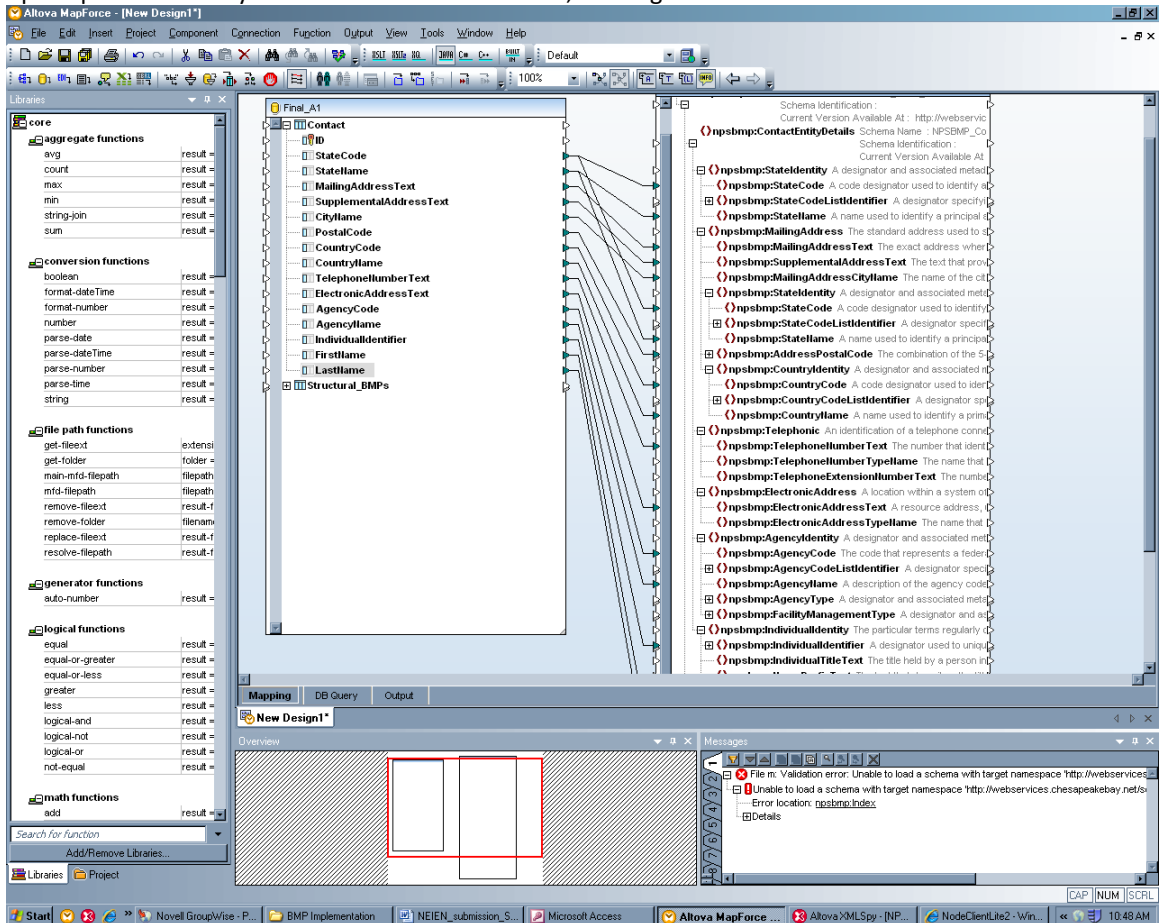 Altova MapForce - [New Design1*]
File Edit Insert Project Component Connection Function Output View Tools Window Help
XSLT XSLT2 XQ JAVA C# C++ BUILT IN Default
100%
Libraries
core
aggregate functions
avg result =
count result =
max result =
min result =
string-join result =
sum result =
conversion functions
boolean result =
format-dateTime result =
format-number result =
number result =
parse-date result =
parse-dateTime result =
parse-number result =
parse-time result =
string result =
file path functions
get-fileext extensi
get-folder folder =
main-mfd-filepath filepath
mfd-filepath filepath
remove-fileext result-f
remove-folder filenam
replace-fileext result-f
resolve-filepath result-f
generator functions
auto-number result =
logical functions
equal result =
equal-or-greater result =
equal-or-less result =
greater result =
less result =
logical-and result =
logical-not result =
logical-or result =
not-equal result =
math functions
add result =
Search for function
Add/Remove Libraries...
Libraries Project
Final_A1
Contact
ID
StateCode
StateName
MailingAddressText
SupplementalAddressText
CityName
PostalCode
CountryCode
CountryName
TelephoneNumberText
ElectronicAddressText
AgencyCode
AgencyName
IndividualIdentifier
FirstName
LastName
Structural_BMPs
Schema Identification :
Current Version Available At : http://webservic
npsbmp:ContactEntityDetails Schema Name : NPSBMP_Co
Schema Identification :
Current Version Available At
npsbmp:StateIdentity A designator and associated metad
npsbmp:StateCode A code designator used to identify a
npsbmp:StateCodeListIdentifier A designator specifyi
npsbmp:StateName A name used to identify a principal s
npsbmp:MailingAddress The standard address used to s
npsbmp:MailingAddressText The exact address wher
npsbmp:SupplementalAddressText The text that prov
npsbmp:MailingAddressCityName The name of the cit
npsbmp:StateIdentity A designator and associated meta
npsbmp:StateCode A code designator used to identify
npsbmp:StateCodeListIdentifier A designator specif
npsbmp:StateName A name used to identify a principa
npsbmp:AddressPostalCode The combination of the 5-
npsbmp:CountryIdentity A designator and associated m
npsbmp:CountryCode A code designator used to ider
npsbmp:CountryCodeListIdentifier A designator spe
npsbmp:CountryName A name used to identify a prim
npsbmp:Telephonic An identification of a telephone conne
npsbmp:TelephoneNumberText The number that ident
npsbmp:TelephoneNumberTypeName The name that
npsbmp:TelephoneExtensionNumberText The numbe
npsbmp:ElectronicAddress A location within a system of
npsbmp:ElectronicAddressText A resource address,
npsbmp:ElectronicAddressTypeName The name that
npsbmp:AgencyIdentity A designator and associated met
npsbmp:AgencyCode The code that represents a federa
npsbmp:AgencyCodeListIdentifier A designator speci
npsbmp:AgencyName A description of the agency code
npsbmp:AgencyType A designator and associated meta
npsbmp:FacilityManagementType A designator and as
npsbmp:IndividualIdentity The particular terms regularly
npsbmp:IndividualIdentifier A designator used to uniqu
npsbmp:IndividualTitleText The title held by a person in
Mapping DB Query Output
New Design1*
Overview
Messages
File m: Validation error: Unable to load a schema with target namespace 'http://webservices
Unable to load a schema with target namespace 'http://webservices.chesapeakebay.net/s
Error location: npsbmp:Index
Details
CAP NUM SCRL
Start Novell GroupWise - P... BMP Implementation NEIEN_submission_S... Microsoft Access Altova MapForce ... Altova XMLSpy - [NP... NodeClientLite2 - Win... 10:48 AM